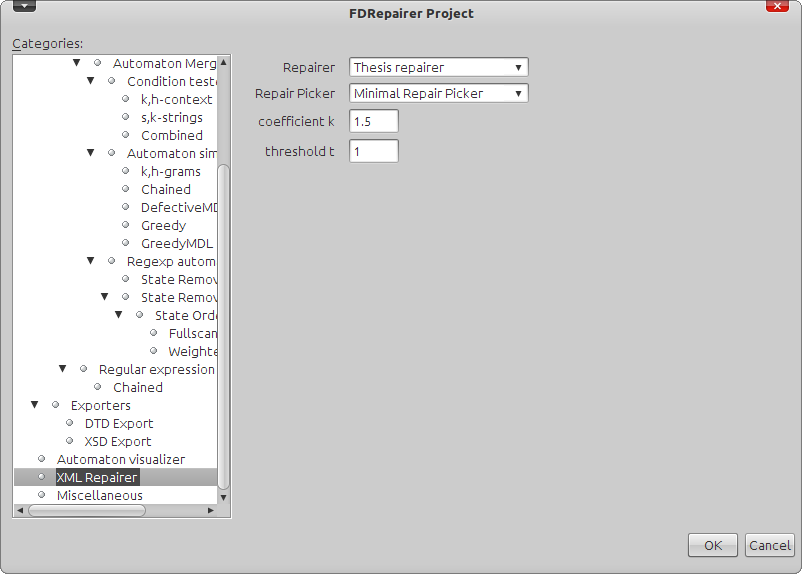 FDRepairer Project
Categories:
Automaton Merg
Condition teste
k,h-context
s,k-strings
Combined
Automaton sim
k,h-grams
Chained
DefectiveMD
Greedy
GreedyMDL
Regexp autom
State Remov
State Remov
State Orde
Fullscan
Weighte
Regular expression
Chained
Exporters
DTD Export
XSD Export
Automaton visualizer
XML Repairer
Miscellaneous
Repairer Thesis repairer
Repair Picker Minimal Repair Picker
coefficient k 1.5
threshold t 1
OK Cancel